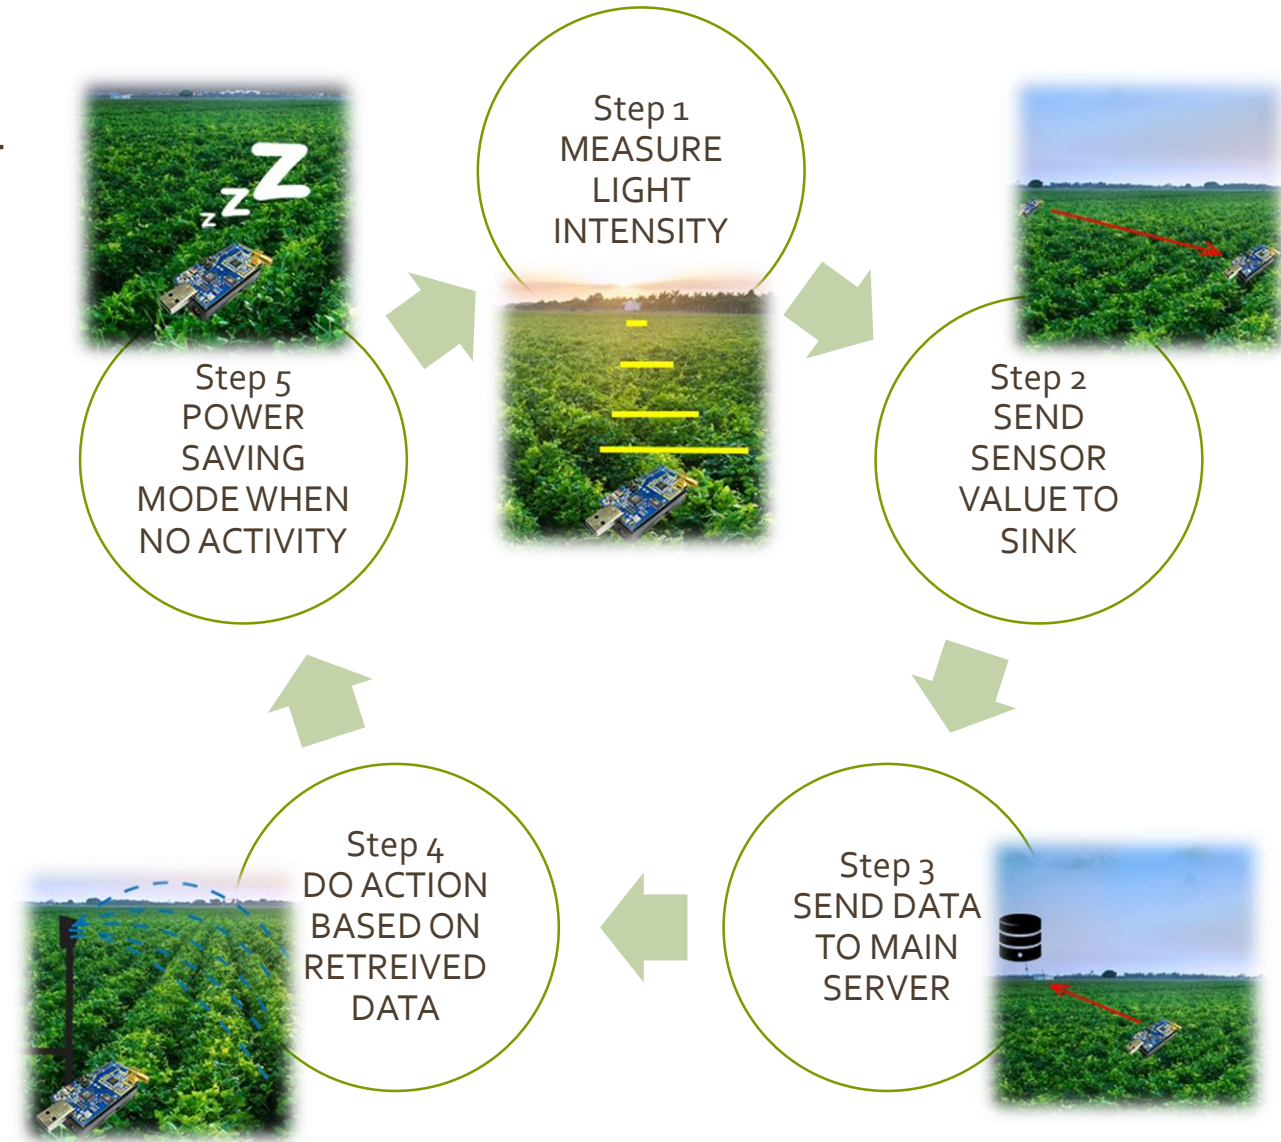 Step 1
MEASURE
LIGHT
INTENSITY
Step 2
SEND
SENSOR
VALUE TO
SINK
Step 3
SEND DATA
TO MAIN
SERVER
Step 4
DO ACTION
BASED ON
RETREIVED
DATA
Step 5
POWER
SAVING
MODE WHEN
NO ACTIVITY
z z Z